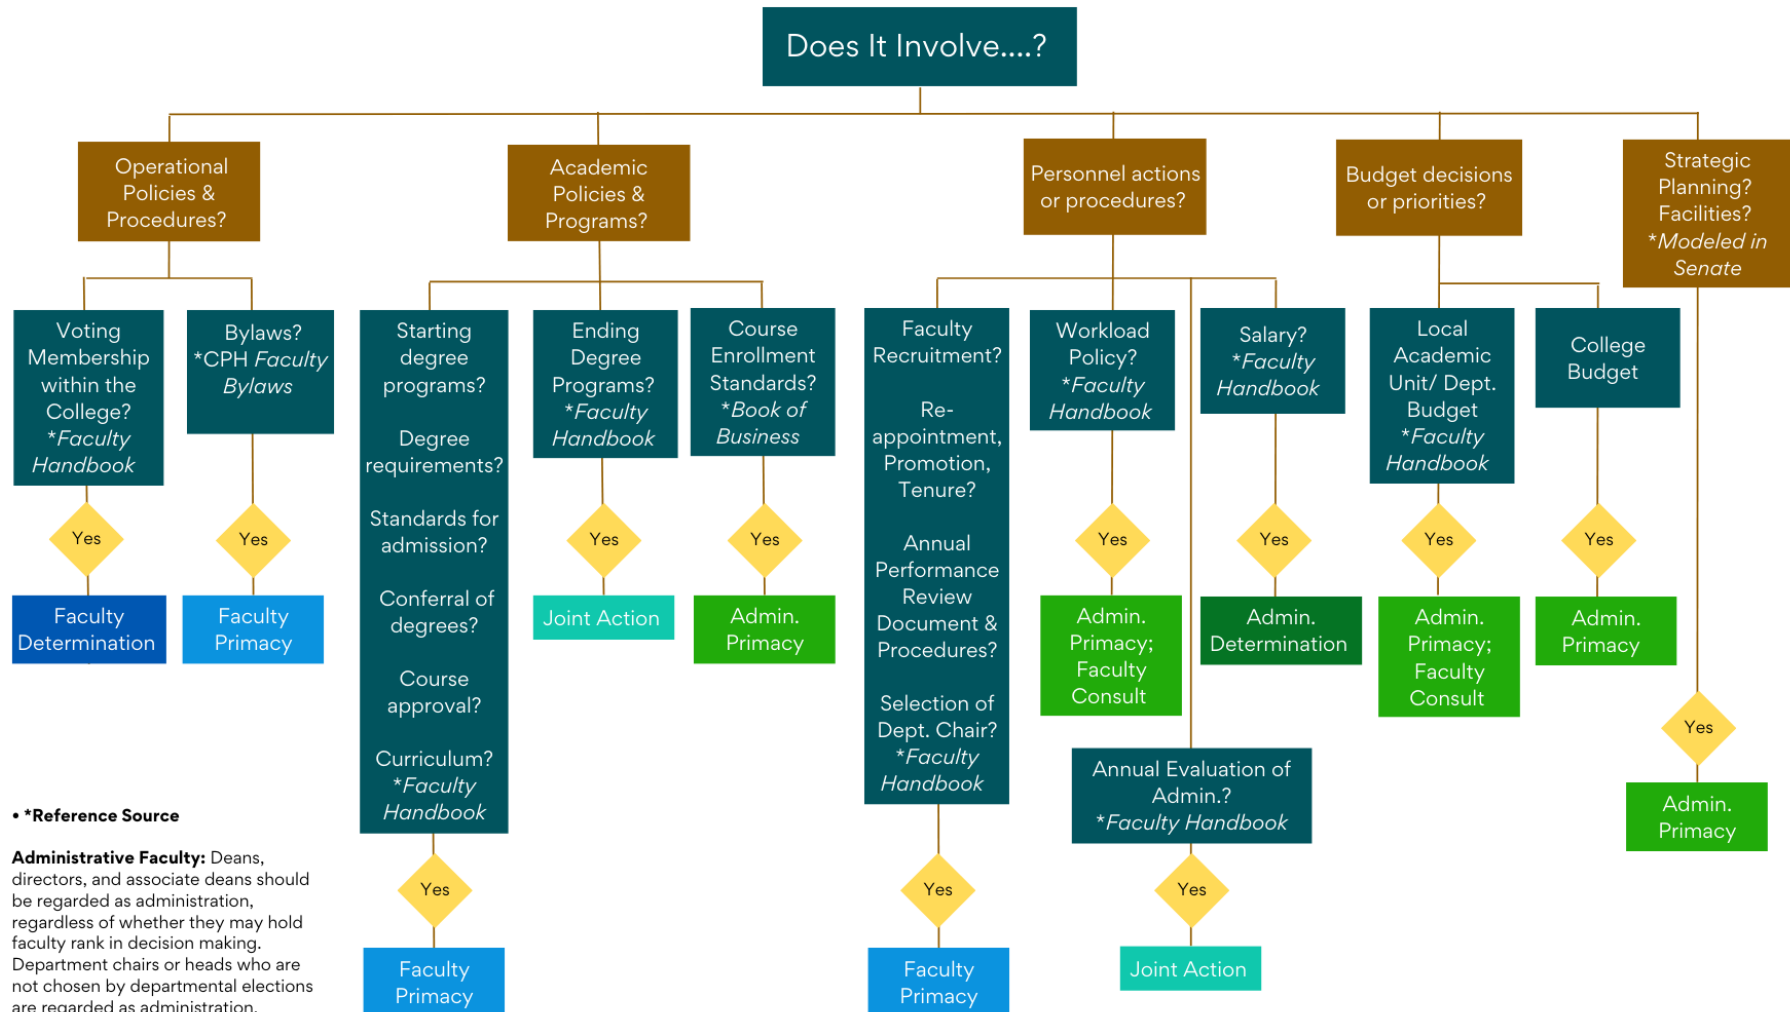 Does It Involve....?
Operational
Policies &
Procedures?
Academic
Policies &
Programs?
Personnel actions
or procedures?
Budget decisions
or priorities?
Strategic
Planning?
Facilities?
*Modeled in
Senate
Voting
Membership
within the
College?
*Faculty
Handbook
Bylaws?
*CPH Faculty
Bylaws
Starting
degree
programs?
Degree
requirements?
Standards for
admission?
Conferral of
degrees?
Course
approval?
Curriculum?
*Faculty
Handbook
Ending
Degree
Programs?
*Faculty
Handbook
Course
Enrollment
Standards?
*Book of
Business
Faculty
Recruitment?
Re-
appointment,
Promotion,
Tenure?
Annual
Performance
Review
Document &
Procedures?
Selection of
Dept. Chair?
*Faculty
Handbook
Workload
Policy?
*Faculty
Handbook
Salary?
*Faculty
Handbook
Local
Academic
Unit/ Dept.
Budget
*Faculty
Handbook
College
Budget
Yes
Yes
Yes
Yes
Yes
Yes
Yes
Yes
Faculty
Determination
Faculty
Primacy
Joint Action
Admin.
Primacy
Admin.
Primacy;
Faculty
Consult
Admin.
Determination
Admin.
Primacy;
Faculty
Consult
Admin.
Primacy
Yes
Admin.
Primacy
Annual Evaluation of
Admin.?
*Faculty Handbook
Yes
Yes
Yes
Faculty
Primacy
Faculty
Primacy
Joint Action
• *Reference Source
Administrative Faculty: Deans,
directors, and associate deans should
be regarded as administration,
regardless of whether they may hold
faculty rank in decision making.
Department chairs or heads who are
not chosen by departmental elections
are regarded as administration.